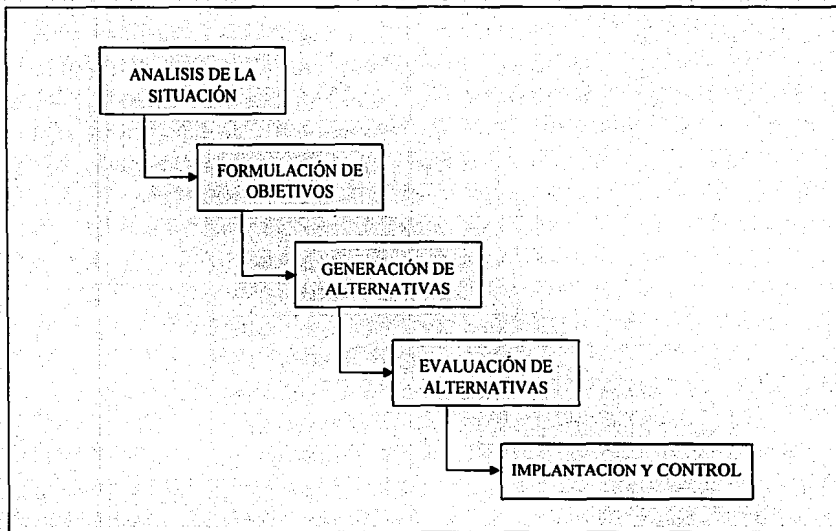 ANALISIS DE LA
SITUACIÓN
FORMULACIÓN DE
OBJETIVOS
GENERACIÓN DE
ALTERNATIVAS
EVALUACIÓN DE
ALTERNATIVAS
IMPLANTACION Y CONTROL